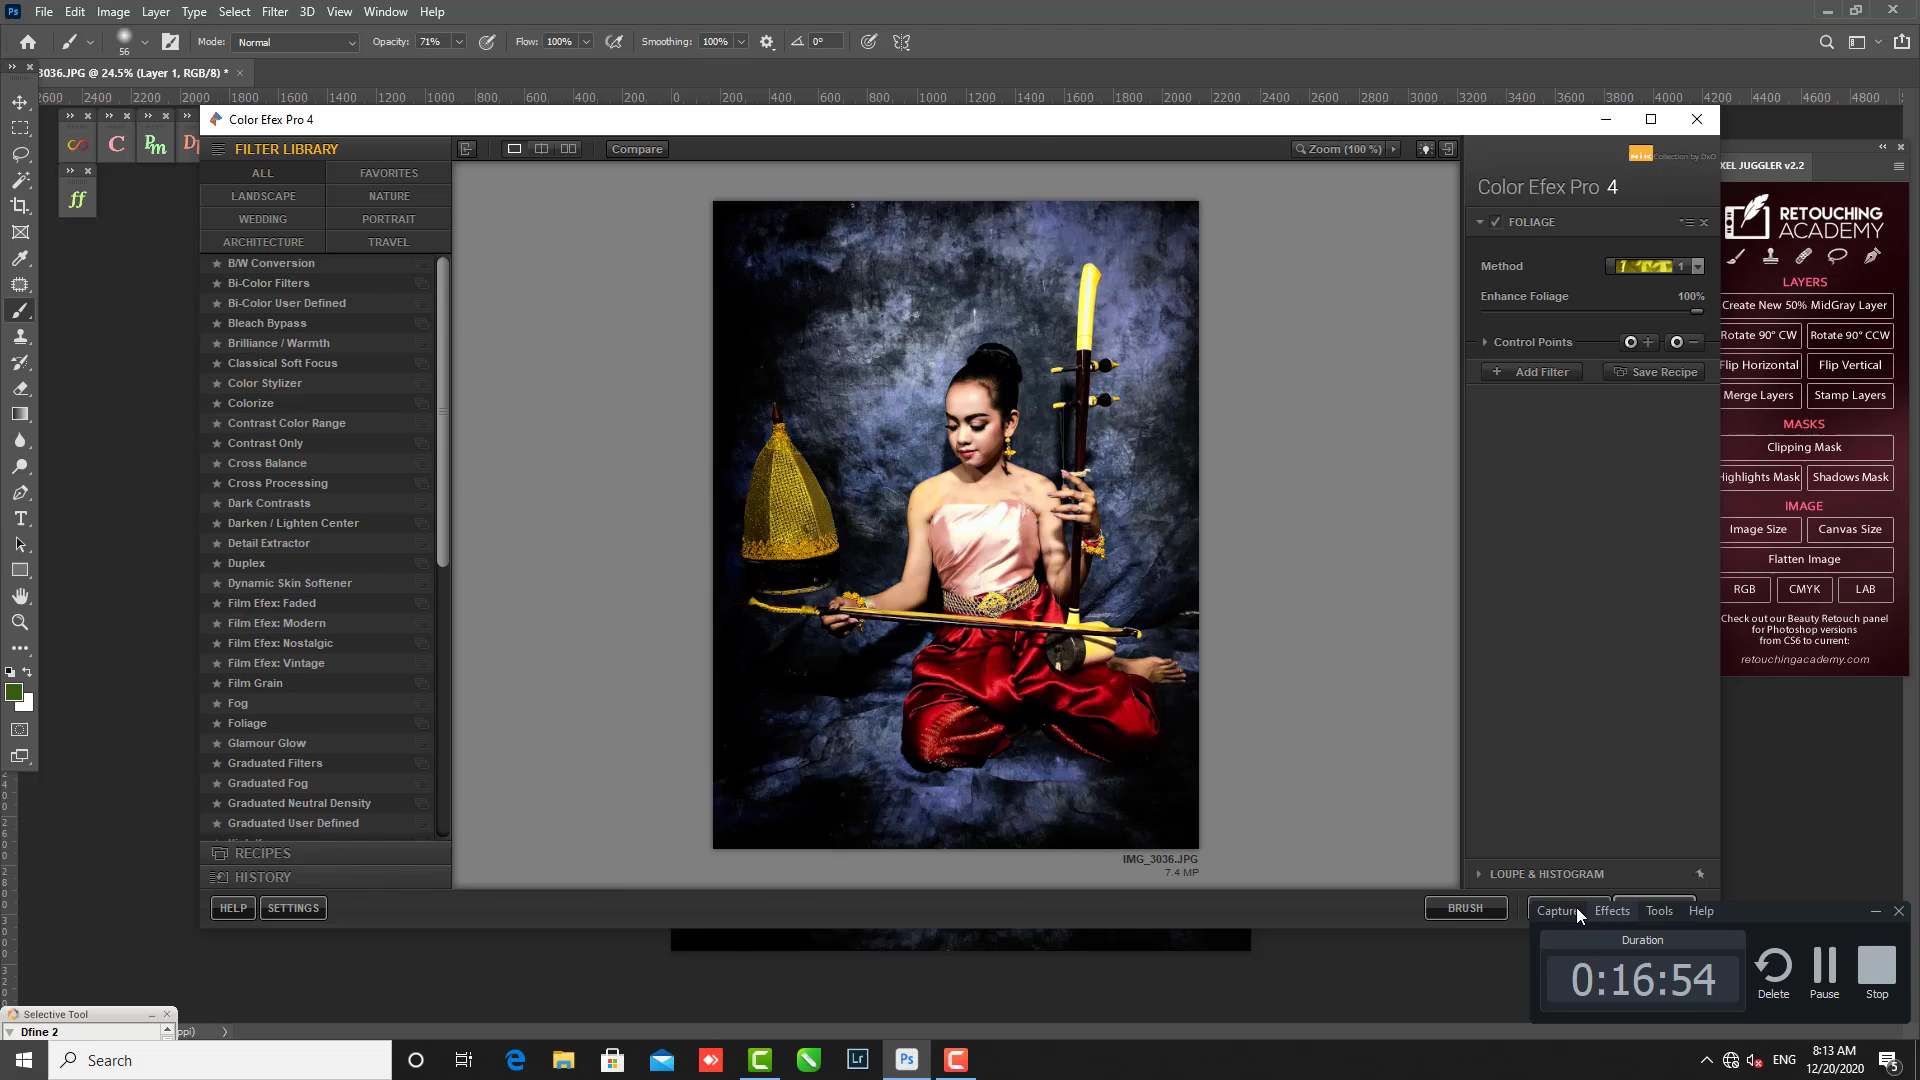 Ps File Edit Image Layer Type Select Filter 3D View Window Help
56 Mode: Normal Opacity: 71% Flow: 100% Smoothing: 100% 0°
3036.JPG @ 24.5% (Layer 1, RGB/8) *
2600 2400 2200 2000 1800 1600 1400 1200 1000 800 600 400 200 0 200 400 600 800 1000 1200 1400 1600 1800 2000 2200 2400 2600 2800 3000 3200 3400 3600 3800 4000 4200 4400 4600 4800
Color Efex Pro 4
C Pm
ff
FILTER LIBRARY
Compare
Zoom (100 %)
ALL FAVORITES
LANDSCAPE NATURE
WEDDING PORTRAIT
ARCHITECTURE TRAVEL
B/W Conversion
Bi-Color Filters
Bi-Color User Defined
Bleach Bypass
Brilliance / Warmth
Classical Soft Focus
Color Stylizer
Colorize
Contrast Color Range
Contrast Only
Cross Balance
Cross Processing
Dark Contrasts
Darken / Lighten Center
Detail Extractor
Duplex
Dynamic Skin Softener
Film Efex: Faded
Film Efex: Modern
Film Efex: Nostalgic
Film Efex: Vintage
Film Grain
Fog
Foliage
Glamour Glow
Graduated Filters
Graduated Fog
Graduated Neutral Density
Graduated User Defined
RECIPES
HISTORY
HELP SETTINGS
IMG_3036.JPG
7.4 MP
BRUSH
Nik Collection by DxO
Color Efex Pro 4
FOLIAGE
Method 1
Enhance Foliage 100%
Control Points
Add Filter Save Recipe
LOUPE & HISTOGRAM
XEL JUGGLER v2.2
RETOUCHING
ACADEMY
LAYERS
Create New 50% MidGray Layer
Rotate 90° CW Rotate 90° CCW
Flip Horizontal Flip Vertical
Merge Layers Stamp Layers
MASKS
Clipping Mask
Highlights Mask Shadows Mask
IMAGE
Image Size Canvas Size
Flatten Image
RGB CMYK LAB
Check out our Beauty Retouch panel
for Photoshop versions
from CS6 to current:
retouchingacademy.com
Capture Effects Tools Help
Duration
0:16:54
Delete Pause Stop
Selective Tool
Dfine 2
ppi)
Search
Lr Ps
ENG
8:13 AM
12/20/2020
5